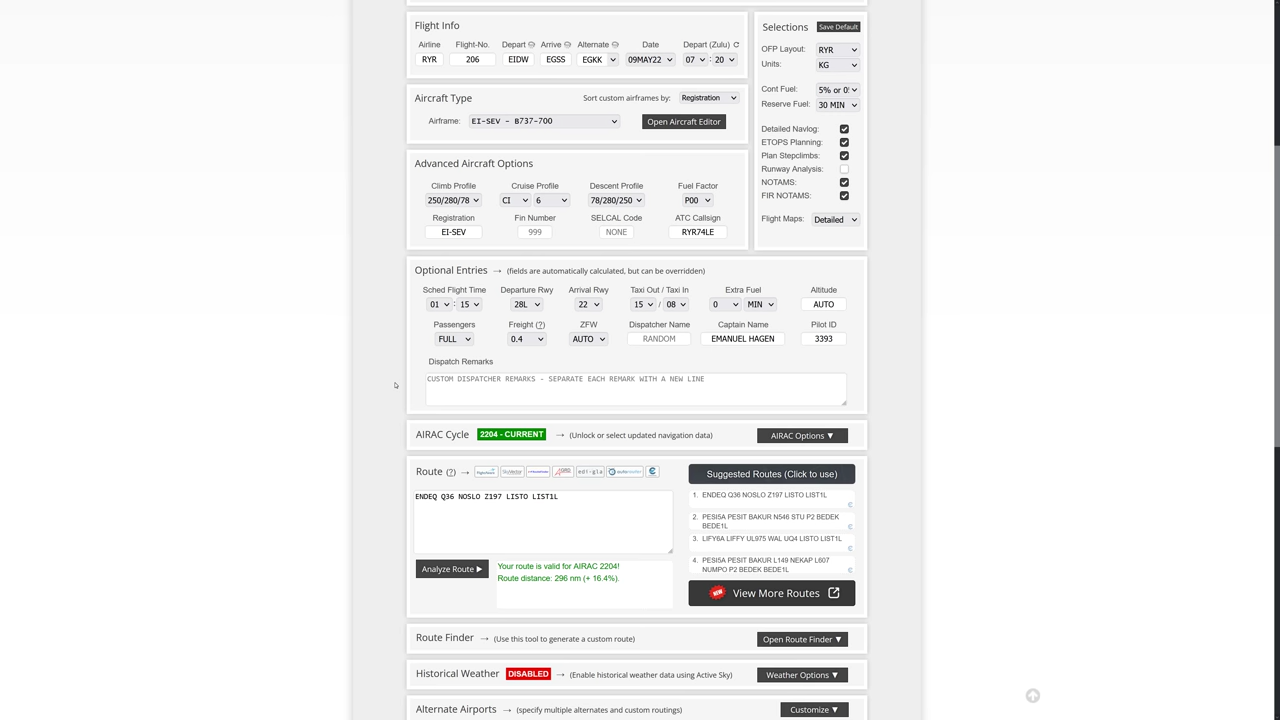 Flight Info
Airline Flight-No. Depart Arrive Alternate Date Depart (Zulu)
RYR 206 EIDW EGSS EGKK 09MAY22 07 : 20
Selections Save Default
OFP Layout: RYR
Units: KG
Cont Fuel: 5% or 0
Reserve Fuel: 30 MIN
Detailed Navlog:
ETOPS Planning:
Plan Stepclimbs:
Runway Analysis:
NOTAMS:
FIR NOTAMS:
Flight Maps: Detailed
Aircraft Type Sort custom airframes by: Registration
Airframe: EI-SEV - B737-700 Open Aircraft Editor
Advanced Aircraft Options
Climb Profile Cruise Profile Descent Profile Fuel Factor
250/280/78 CI 6 78/280/250 P00
Registration Fin Number SELCAL Code ATC Callsign
EI-SEV 999 NONE RYR74LE
Optional Entries → (fields are automatically calculated, but can be overridden)
Sched Flight Time Departure Rwy Arrival Rwy Taxi Out / Taxi In Extra Fuel Altitude
01 : 15 28L 22 15 / 08 0 MIN AUTO
Passengers Freight (?) ZFW Dispatcher Name Captain Name Pilot ID
FULL 0.4 AUTO RANDOM EMANUEL HAGEN 3393
Dispatch Remarks
CUSTOM DISPATCHER REMARKS - SEPARATE EACH REMARK WITH A NEW LINE
AIRAC Cycle 2204 - CURRENT → (Unlock or select updated navigation data) AIRAC Options ▼
Route (?) → SkyVector edi-gla
ENDEQ Q36 NOSLO Z197 LISTO LIST1L
Analyze Route ▶
Your route is valid for AIRAC 2204!
Route distance: 296 nm (+ 16.4%).
Suggested Routes (Click to use)
1. ENDEQ Q36 NOSLO Z197 LISTO LIST1L
2. PESI5A PESIT BAKUR N546 STU P2 BEDEK
BEDE1L
3. LIFY6A LIFFY UL975 WAL UQ4 LISTO LIST1L
4. PESI5A PESIT BAKUR L149 NEKAP L607
NUMPO P2 BEDEK BEDE1L
NEW View More Routes
Route Finder → (Use this tool to generate a custom route) Open Route Finder ▼
Historical Weather DISABLED → (Enable historical weather data using Active Sky) Weather Options ▼
Alternate Airports → (specify multiple alternates and custom routings) Customize ▼